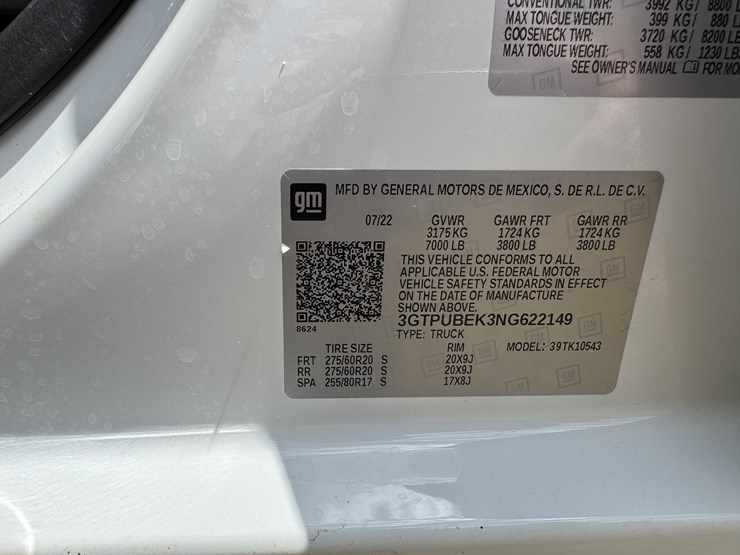 CONVENTIONAL TWR: 3992 KG/ 8800
MAX TONGUE WEIGHT: 399 KG/ 880
GOOSENECK TWR: 3720 KG/ 8200
MAX TONGUE WEIGHT: 558 KG/ 1230 LB
SEE OWNER'S MANUAL FOR
GM
gm MFD BY GENERAL MOTORS DE MEXICO, S. DE R.L. DE C.V.
07/22 GVWR GAWR FRT GAWR RR
3175 KG 1724 KG 1724 KG
7000 LB 3800 LB 3800 LB
THIS VEHICLE CONFORMS TO ALL
APPLICABLE U.S. FEDERAL MOTOR
VEHICLE SAFETY STANDARDS IN EFFECT
ON THE DATE OF MANUFACTURE
SHOWN ABOVE.
3GTPUBEK3NG622149
8624
TYPE: TRUCK
TIRE SIZE RIM MODEL: 39TK10543
FRT 275/60R20 S 20X9J
RR 275/60R20 S 20X9J
SPA 255/80R17 S 17X8J